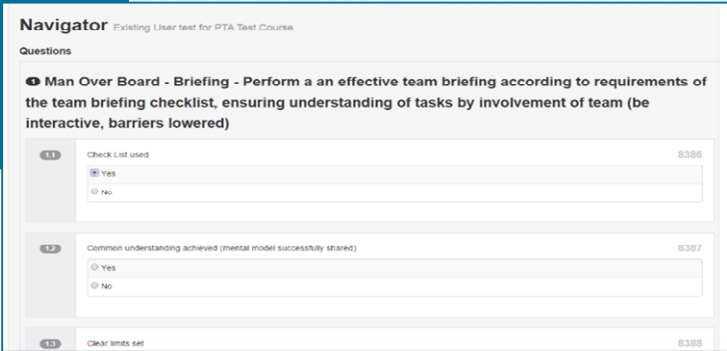 Navigator Existing User test for PTA Test Course
Questions
1 Man Over Board - Briefing - Perform a an effective team briefing according to requirements of
the team briefing checklist, ensuring understanding of tasks by involvement of team (be
interactive, barriers lowered)
1.1 Check List used 8386
Yes
No
1.2 Common understanding achieved (mental model successfully shared) 8387
Yes
No
1.3 Clear limits set 8388